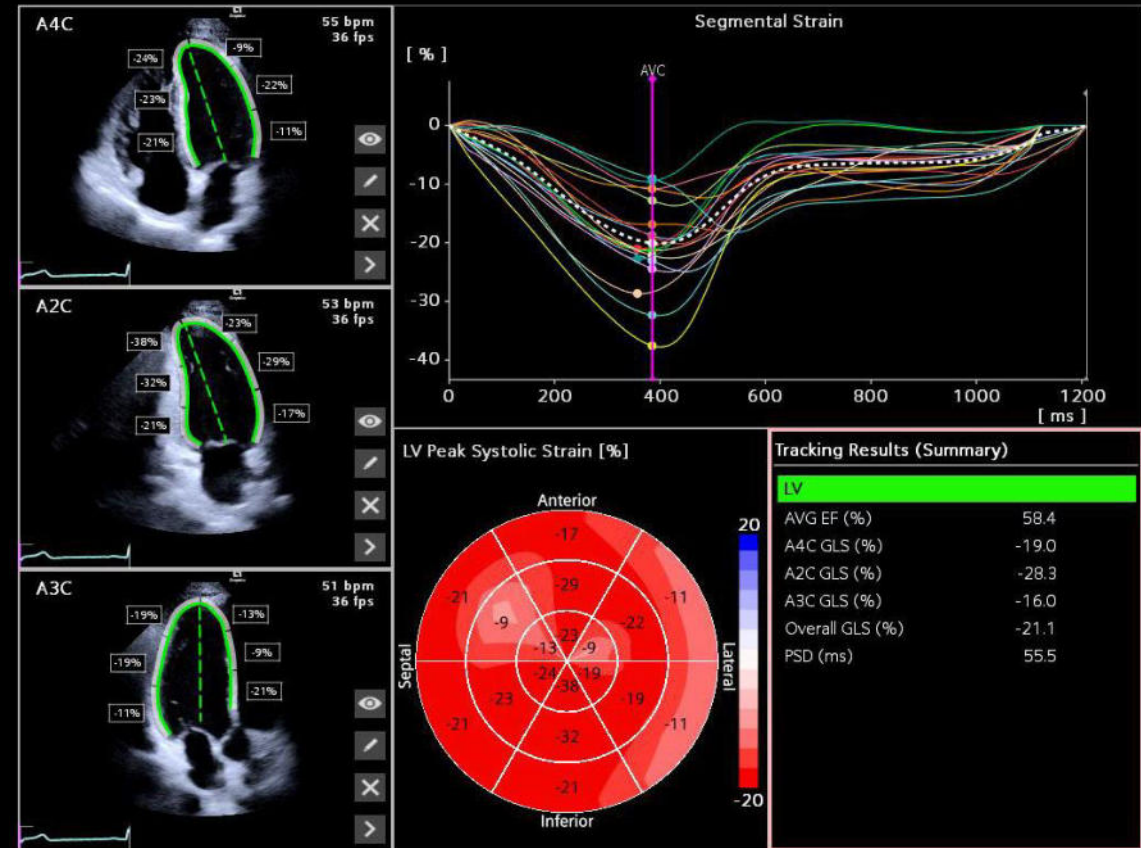 A4C
55 bpm
36 fps
-24%
-9%
-23%
-22%
-21%
-11%
A2C
53 bpm
36 fps
-38%
-23%
-32%
-29%
-21%
-17%
A3C
51 bpm
36 fps
-19%
-13%
-19%
-9%
-11%
-21%
Segmental Strain
[ % ]
AVC
0
-10
-20
-30
-40
0 200 400 600 800 1000 1200
[ ms ]
LV Peak Systolic Strain [%]
Anterior
Septal
Lateral
Inferior
-17
-21
-29
-11
-9
-22
-23
-13
-9
-24
-19
-38
-23
-19
-21
-32
-11
-21
20
-20
Tracking Results (Summary)
LV
AVG EF (%) 58.4
A4C GLS (%) -19.0
A2C GLS (%) -28.3
A3C GLS (%) -16.0
Overall GLS (%) -21.1
PSD (ms) 55.5